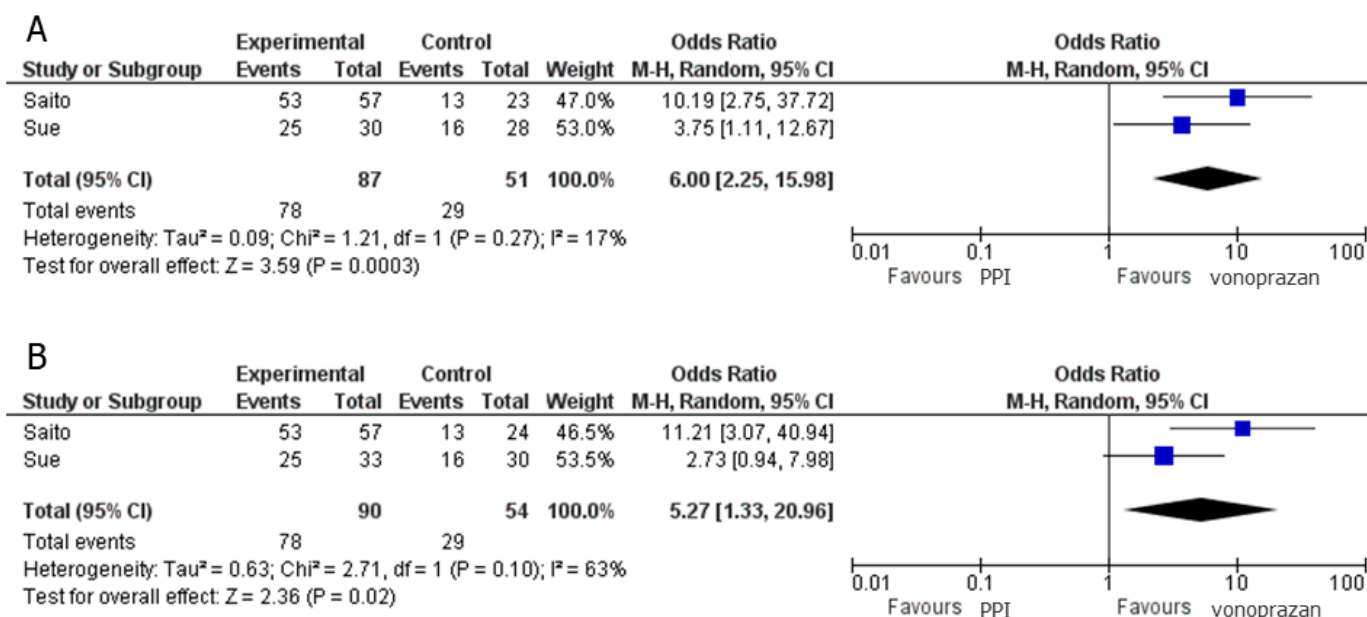 A
Experimental Control Odds Ratio Odds Ratio
Study or Subgroup Events Total Events Total Weight M-H, Random, 95% CI M-H, Random, 95% CI
Saito 53 57 13 23 47.0% 10.19 [2.75, 37.72]
Sue 25 30 16 28 53.0% 3.75 [1.11, 12.67]
Total (95% CI) 87 51 100.0% 6.00 [2.25, 15.98]
Total events 78 29
Heterogeneity: Tau² = 0.09; Chi² = 1.21, df = 1 (P = 0.27); I² = 17%
Test for overall effect: Z = 3.59 (P = 0.0003)
0.01 0.1 1 10 100
Favours PPI Favours vonoprazan
B
Experimental Control Odds Ratio Odds Ratio
Study or Subgroup Events Total Events Total Weight M-H, Random, 95% CI M-H, Random, 95% CI
Saito 53 57 13 24 46.5% 11.21 [3.07, 40.94]
Sue 25 33 16 30 53.5% 2.73 [0.94, 7.98]
Total (95% CI) 90 54 100.0% 5.27 [1.33, 20.96]
Total events 78 29
Heterogeneity: Tau² = 0.63; Chi² = 2.71, df = 1 (P = 0.10); I² = 63%
Test for overall effect: Z = 2.36 (P = 0.02)
0.01 0.1 1 10 100
Favours PPI Favours vonoprazan